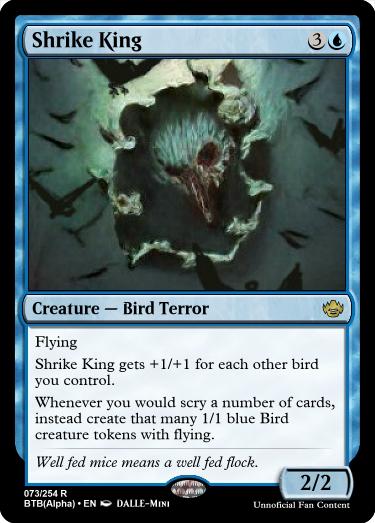 Shrike King 3
Creature — Bird Terror
Flying
Shrike King gets +1/+1 for each other bird
you control.
Whenever you would scry a number of cards,
instead create that many 1/1 blue Bird
creature tokens with flying.
Well fed mice means a well fed flock.
2/2
073/254 R
BTB(Alpha) • EN DALLE-Mini
Unofficial Fan Content